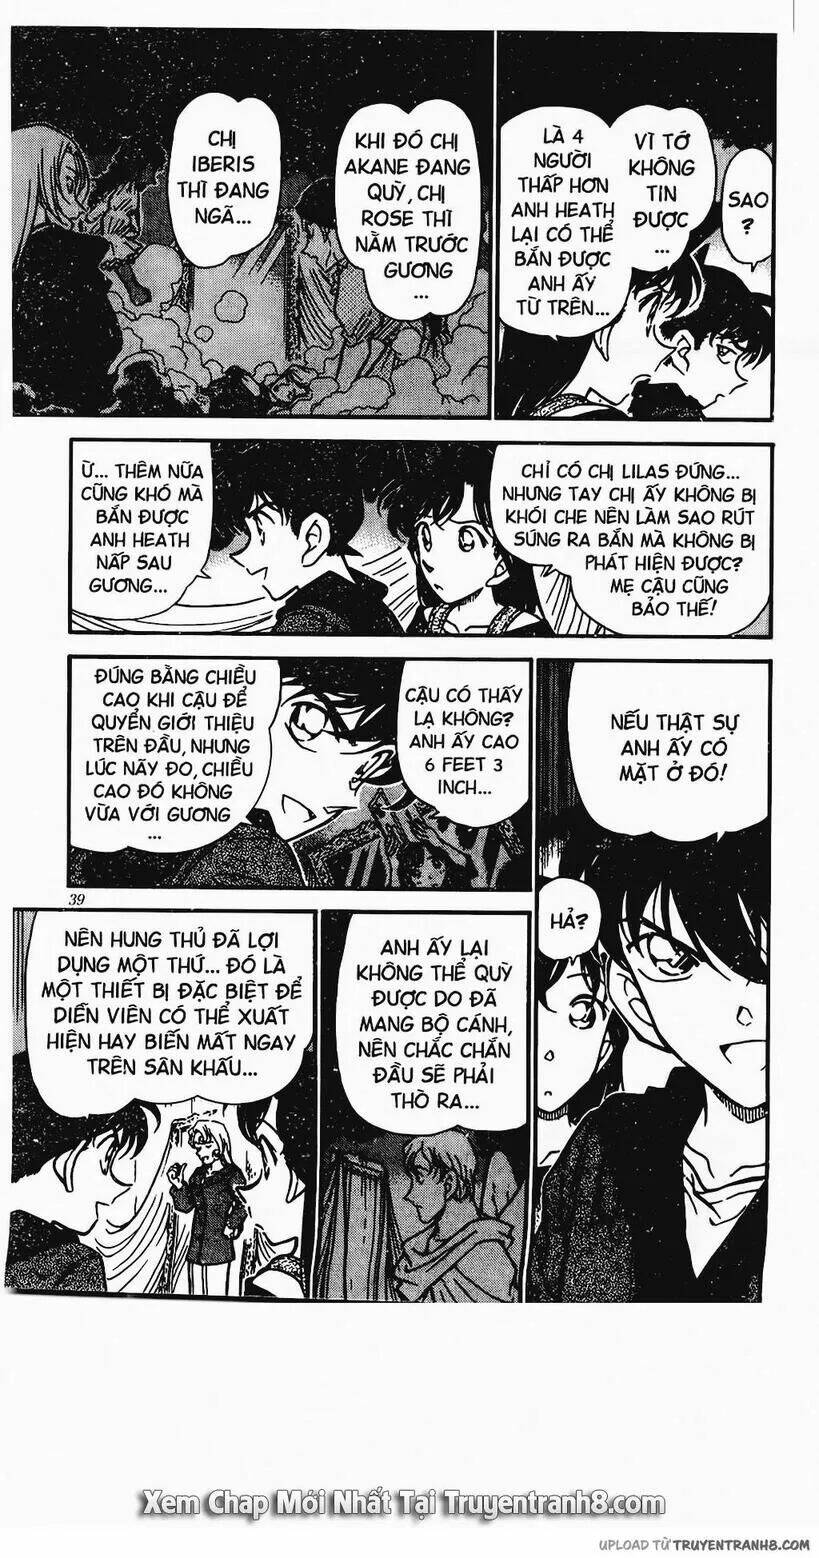 SAO
?
VÌ TỚ
KHÔNG
TIN
ĐƯỢC
...
LÀ 4
NGƯỜI
THẤP HƠN
ANH HEATH
LẠI CÓ THỂ
BẮN ĐƯỢC
ANH ẤY
TỪ TRÊN...
KHI ĐÓ CHỊ
AKANE ĐANG
QUỲ, CHỊ
ROSE THÌ
NẰM TRƯỚC
GƯƠNG
...
CHỊ
IBERIS
THÌ ĐANG
NGÃ...
CHỈ CÓ CHỊ LILAS ĐỨNG...
NHƯNG TAY CHỊ ẤY KHÔNG BỊ
KHÓI CHE NÊN LÀM SAO RÚT
SÚNG RA BẮN MÀ KHÔNG BỊ
PHÁT HIỆN ĐƯỢC?
MẸ CẬU CŨNG
BẢO THẾ!
Ừ... THÊM NỮA
CŨNG KHÓ MÀ
BẮN ĐƯỢC
ANH HEATH
NẤP SAU
GƯƠNG...
NẾU THẬT SỰ
ANH ẤY CÓ
MẶT Ở ĐÓ!
HẢ?
CẬU CÓ THẤY
LẠ KHÔNG?
ANH ẤY CAO
6 FEET 3
INCH...
ĐÚNG BẰNG CHIỀU
CAO KHI CẬU ĐỂ
QUYỂN GIỚI THIỆU
TRÊN ĐẦU, NHƯNG
LÚC NÃY ĐO, CHIỀU
CAO ĐÓ KHÔNG
VỪA VỚI GƯƠNG
...
39
ANH ẤY LẠI
KHÔNG THỂ QUỲ
ĐƯỢC DO ĐÃ
MANG BỘ CÁNH,
NÊN CHẮC CHẮN
ĐẦU SẼ PHẢI
THÒ RA...
NÊN HUNG THỦ ĐÃ LỢI
DỤNG MỘT THỨ... ĐÓ LÀ
MỘT THIẾT BỊ ĐẶC BIỆT ĐỂ
DIỄN VIÊN CÓ THỂ XUẤT
HIỆN HAY BIẾN MẤT NGAY
TRÊN SÂN KHẤU...
Xem Chap Mới Nhất Tại Truyentranh8.com
UPLOAD TỪ TRUYENTRANH8.COM